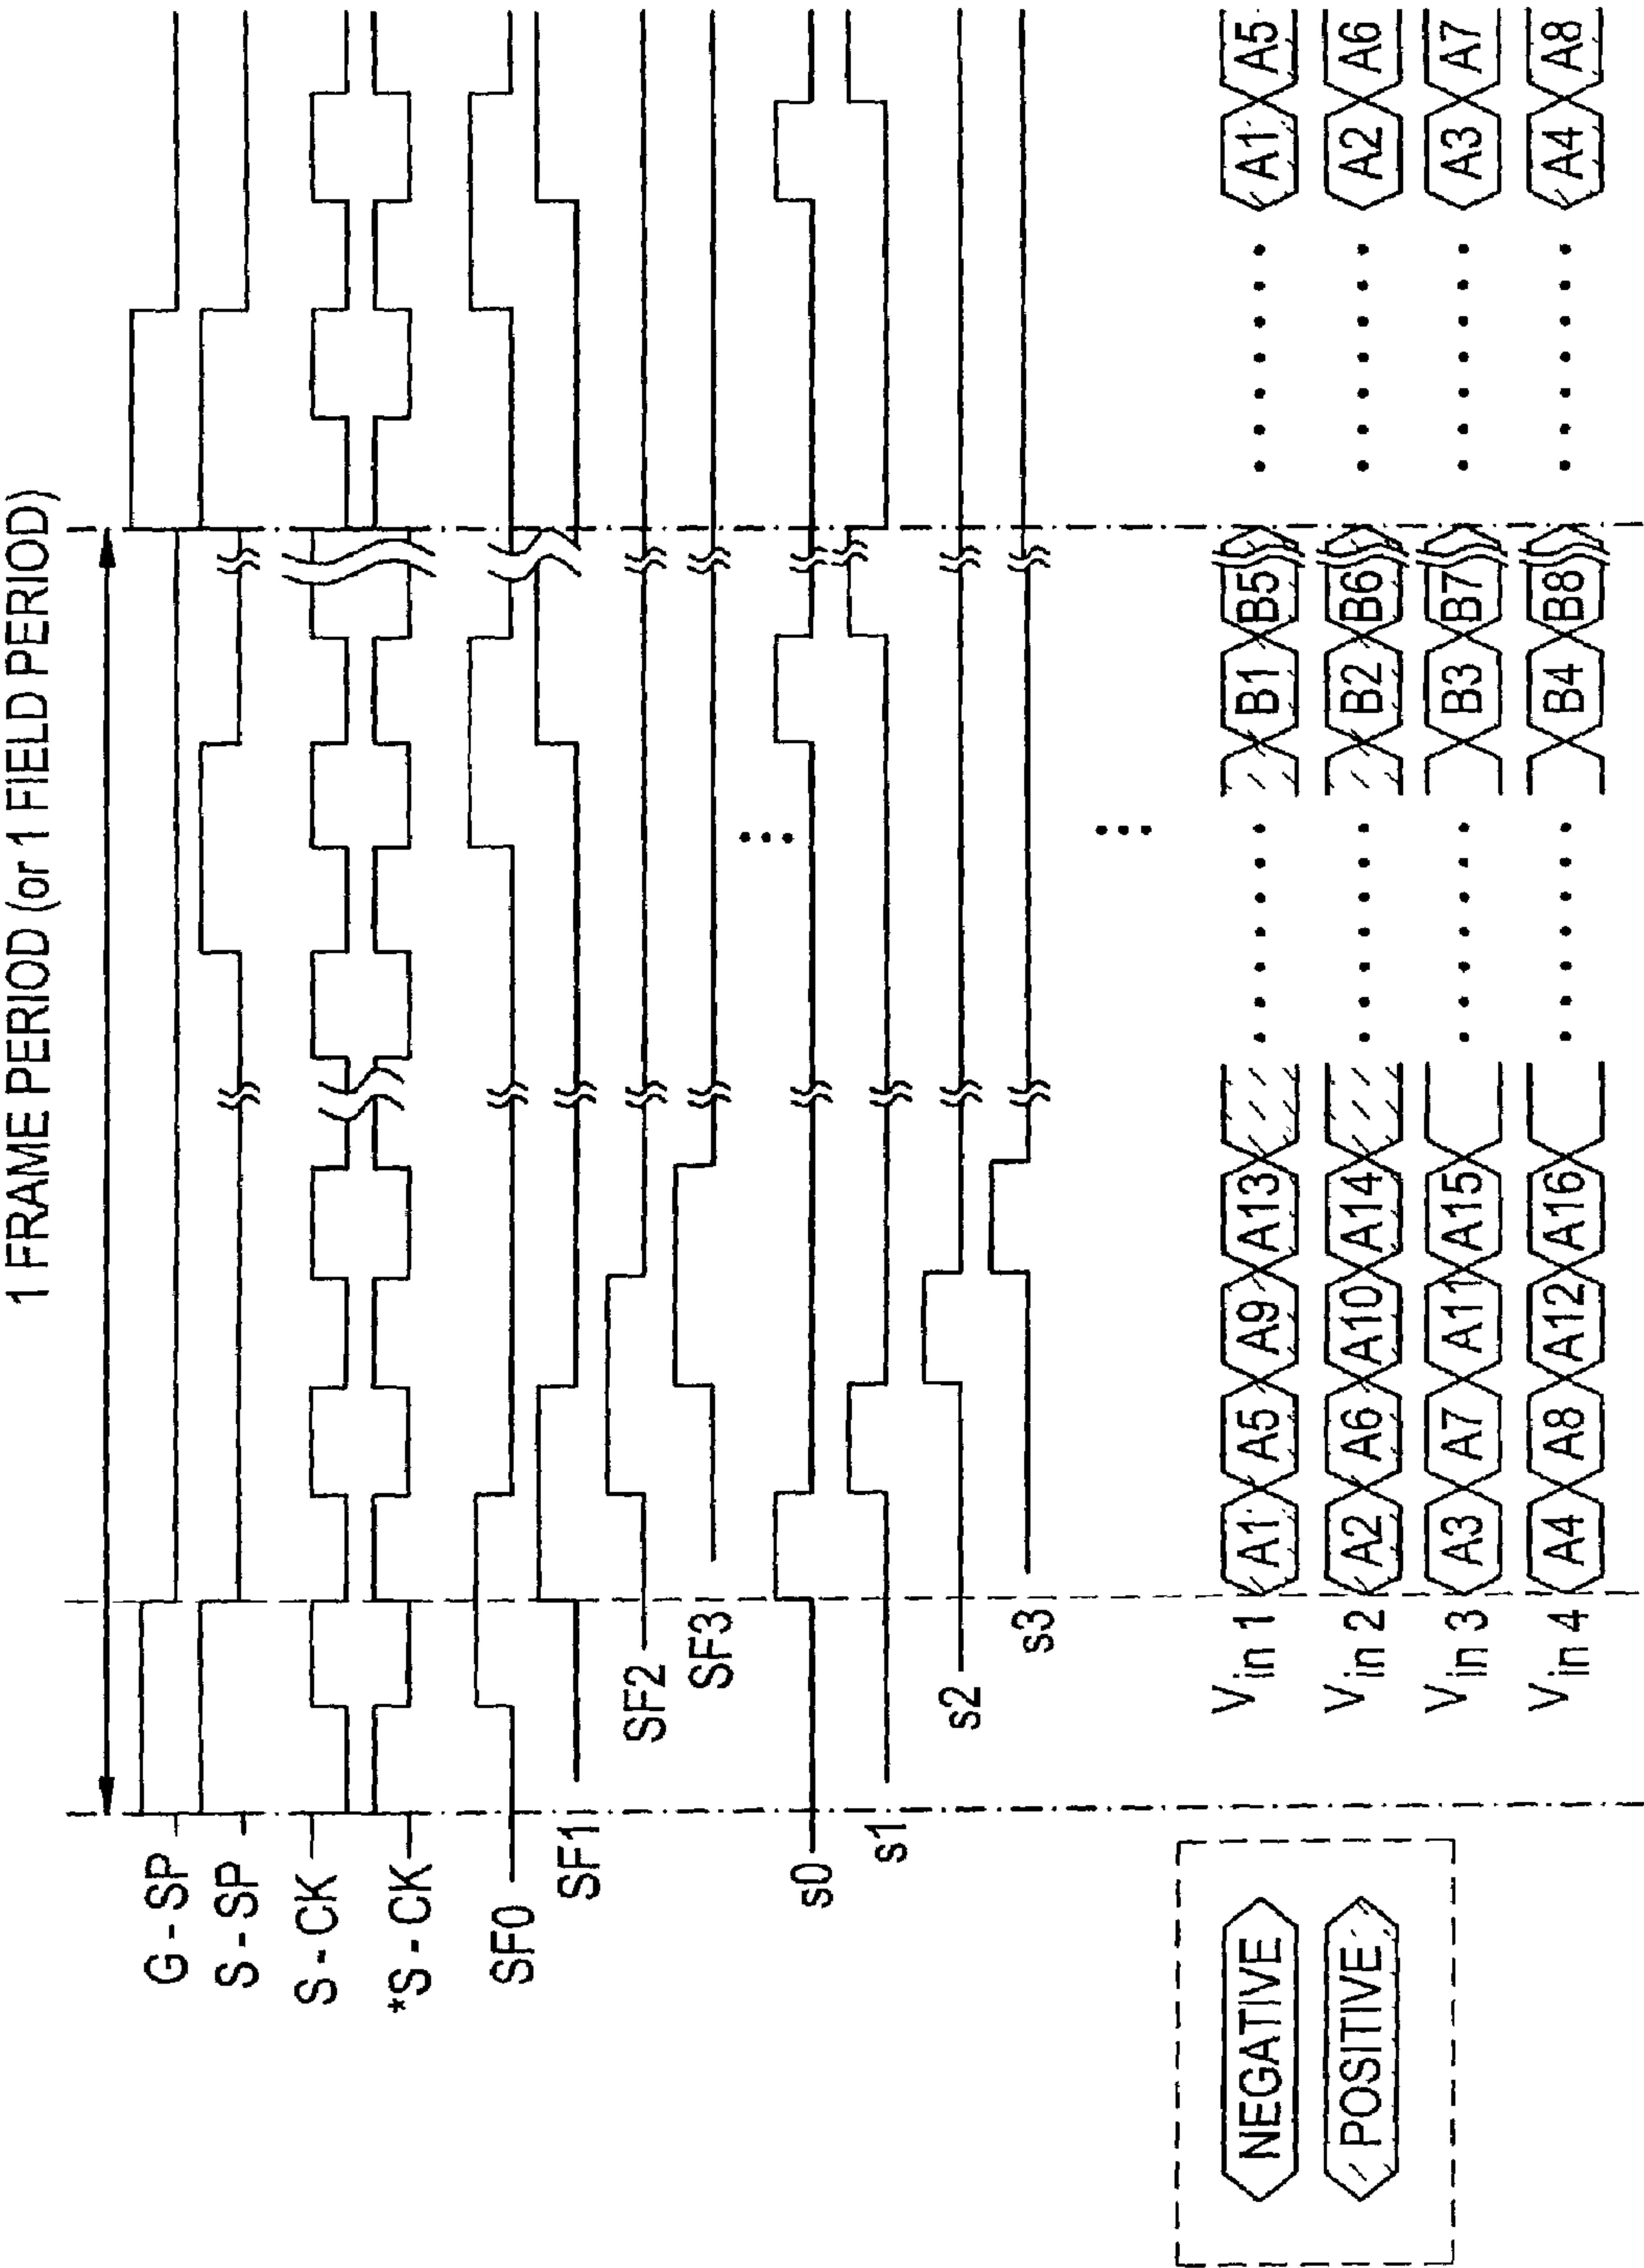 1 FRAME PERIOD (or 1 FIELD PERIOD)
G - SP
S - SP
S - CK
*S - CK
SF0
SF1
SF2
SF3
s0
s1
s2
s3
Vin 1 A1 A5 A9 A13 B1 B5 A1 A5
Vin 2 A2 A6 A10 A14 B2 B6 A2 A6
Vin 3 A3 A7 A11 A15 B3 B7 A3 A7
Vin 4 A4 A8 A12 A16 B4 B8 A4 A8
NEGATIVE
POSITIVE